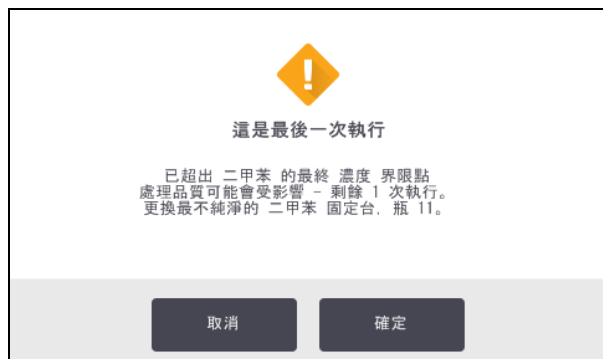 這是最後一次執行
已超出 二甲苯 的最終 濃度 界限點
處理品質可能會受影響 - 剩餘 1 次執行。
更換最不純淨的 二甲苯 固定台, 瓶 11。
取消
確定